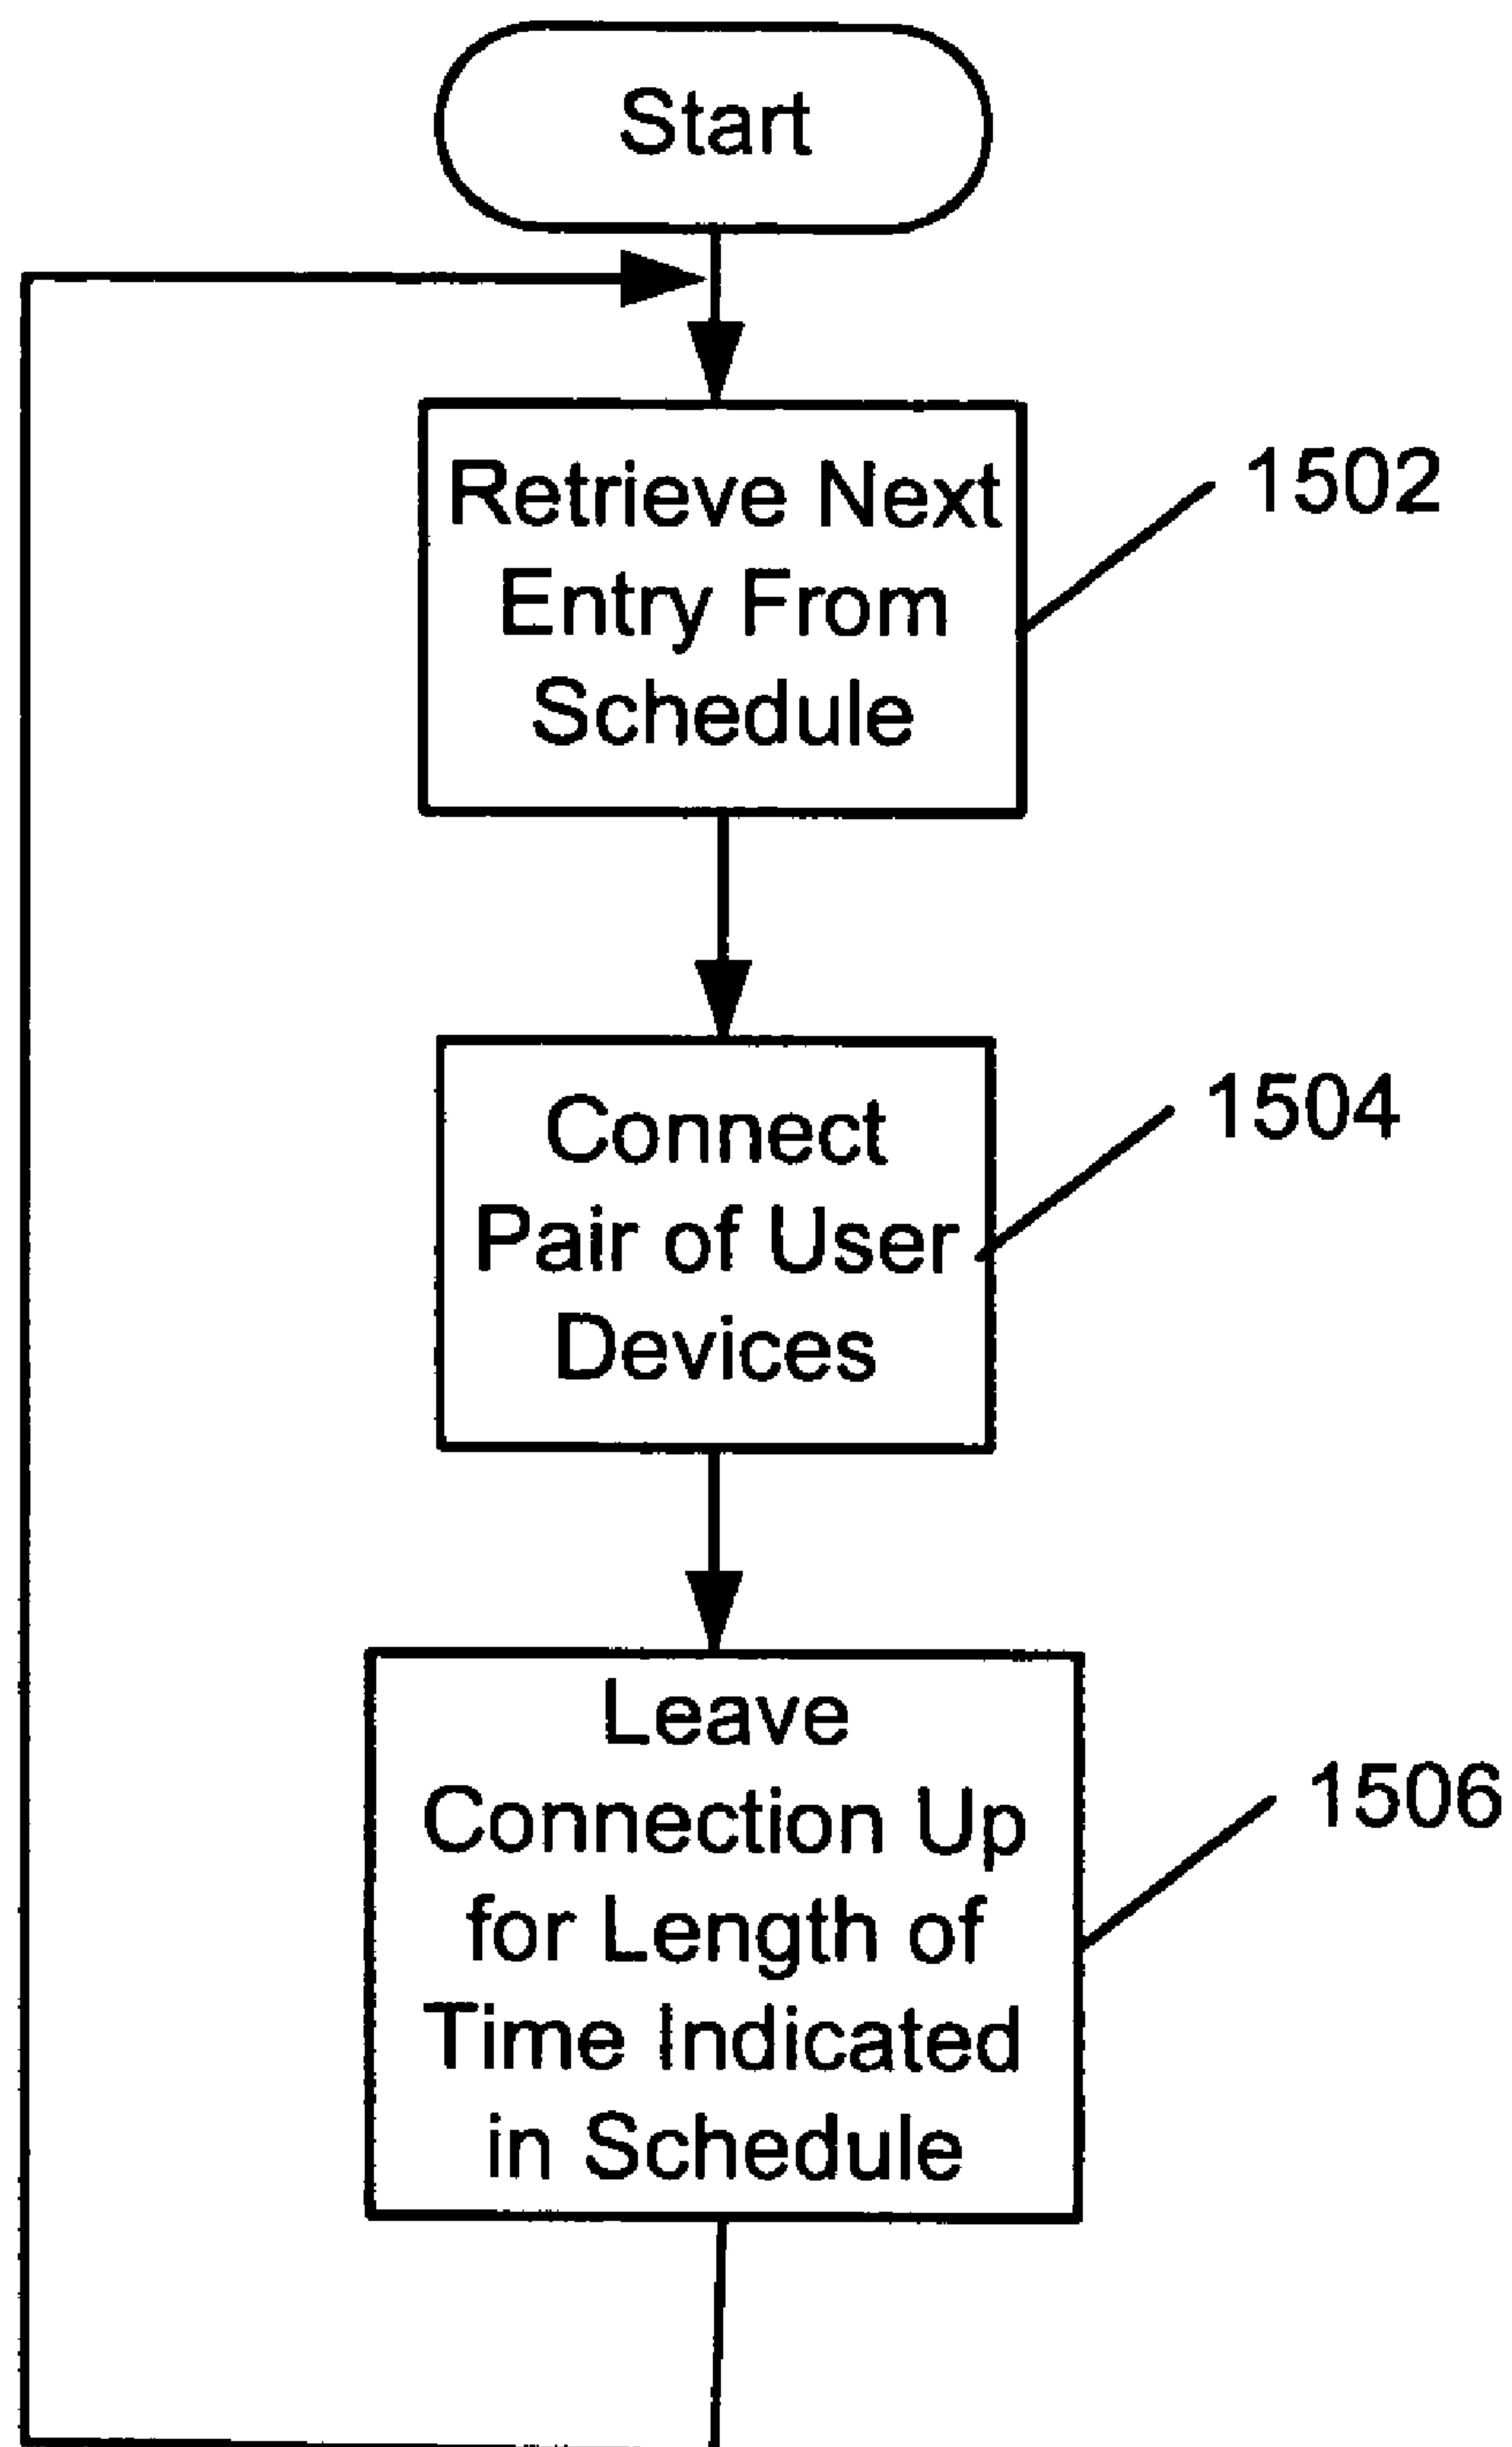 Start
Retrieve Next
Entry From
Schedule
1502
Connect
Pair of User
Devices
1504
Leave
Connection Up
for Length of
Time Indicated
in Schedule
1506